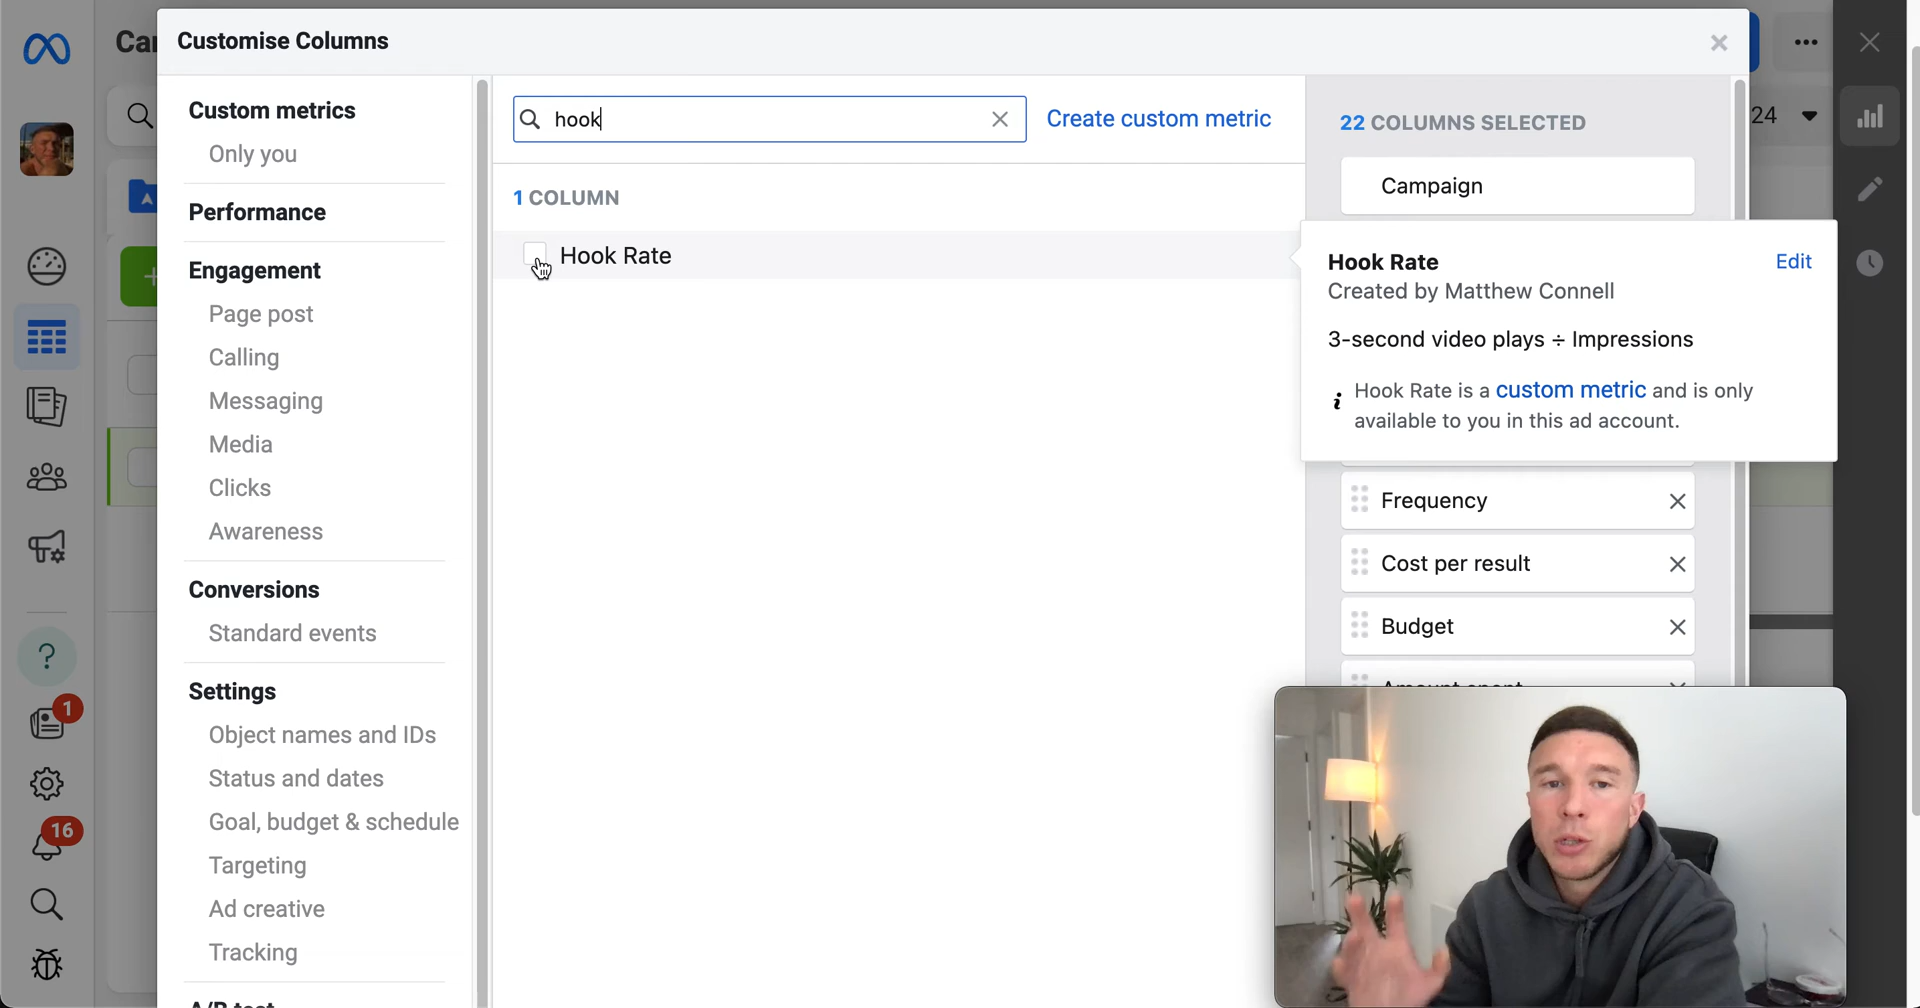 Car
Customise Columns
Custom metrics
Only you
Performance
Engagement
Page post
Calling
Messaging
Media
Clicks
Awareness
Conversions
Standard events
Settings
Object names and IDs
Status and dates
Goal, budget & schedule
Targeting
Ad creative
Tracking
hook
Create custom metric
1 COLUMN
Hook Rate
22 COLUMNS SELECTED
Campaign
24
Hook Rate
Edit
Created by Matthew Connell
3-second video plays ÷ Impressions
Hook Rate is a custom metric and is only
available to you in this ad account.
Frequency
Cost per result
Budget
1
16